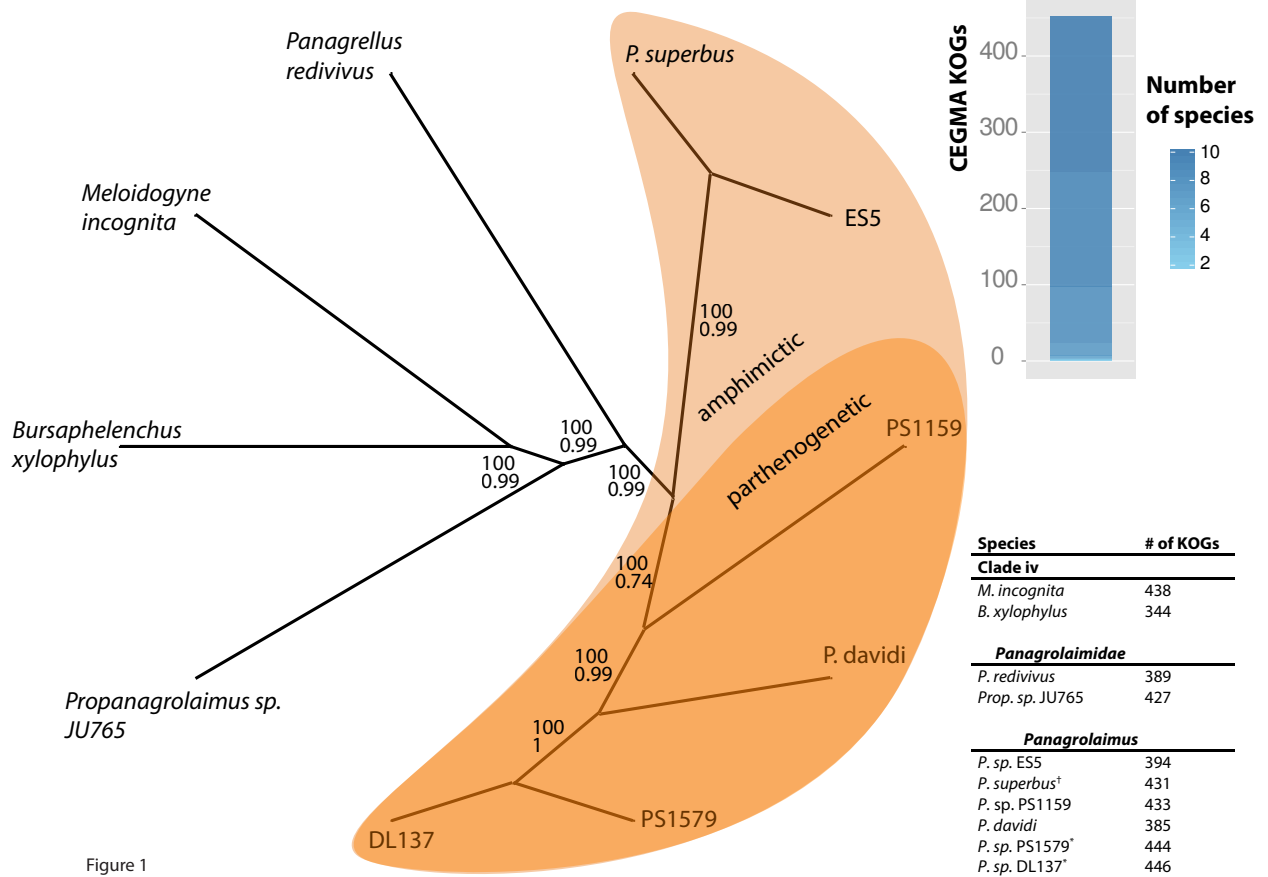 Panagrellus
redivivus
P. superbus
Meloidogyne
incognita
ES5
100
0.99
amphimictic
parthenogenetic
PS1159
Bursaphelenchus
xylophylus
100
0.99
100
0.99
100
0.99
100
0.74
100
0.99
P. davidi
Propanagrolaimus sp.
JU765
100
1
DL137
PS1579
Figure 1
CEGMA KOGs
400
300
200
100
0
Number
of species
10
8
6
4
2
Species # of KOGs
Clade iv
M. incognita 438
B. xylophylus 344
Panagrolaimidae
P. redivivus 389
Prop. sp. JU765 427
Panagrolaimus
P. sp. ES5 394
P. superbus† 431
P. sp. PS1159 433
P. davidi 385
P. sp. PS1579* 444
P. sp. DL137* 446